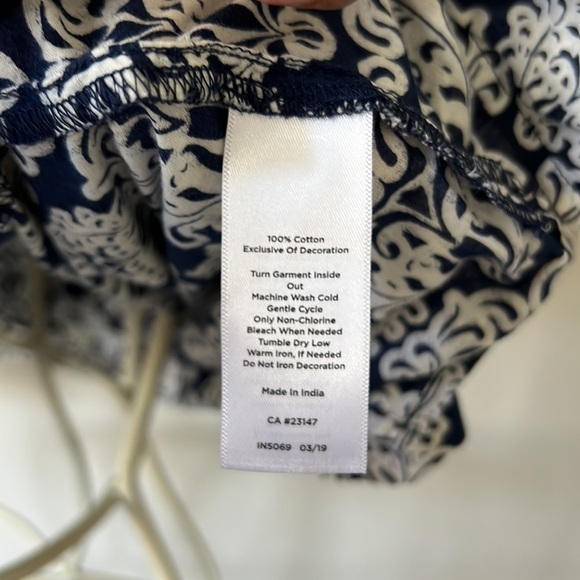 100% Cotton
Exclusive Of Decoration
Turn Garment Inside
Out
Machine Wash Cold
Gentle Cycle
Only Non-Chlorine
Bleach When Needed
Tumble Dry Low
Warm Iron, If Needed
Do Not Iron Decoration
Made In India
CA #23147
IN5069 03/19